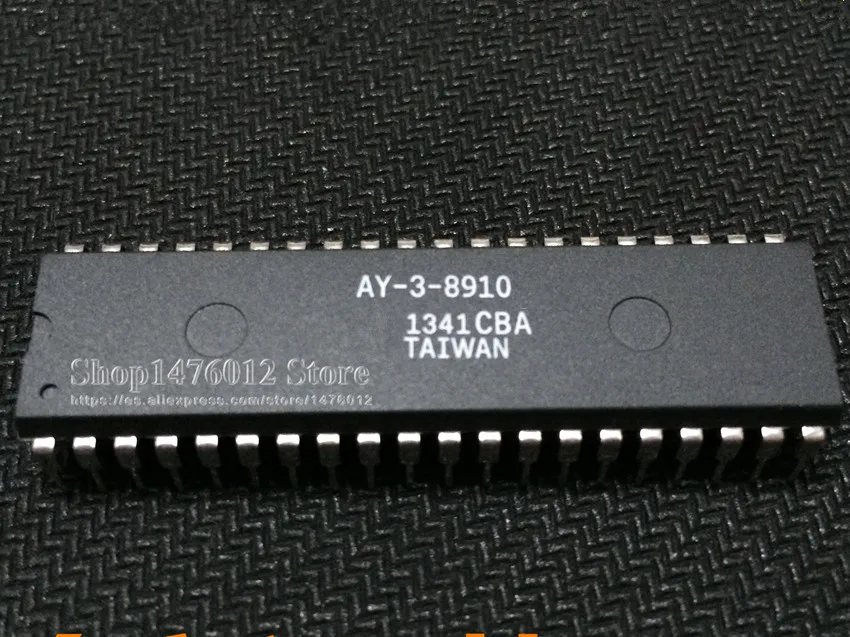 AY-3-8910
1341CBA
TAIWAN
Shop1476012 Store
https://es.aliexpress.com/store/1476012